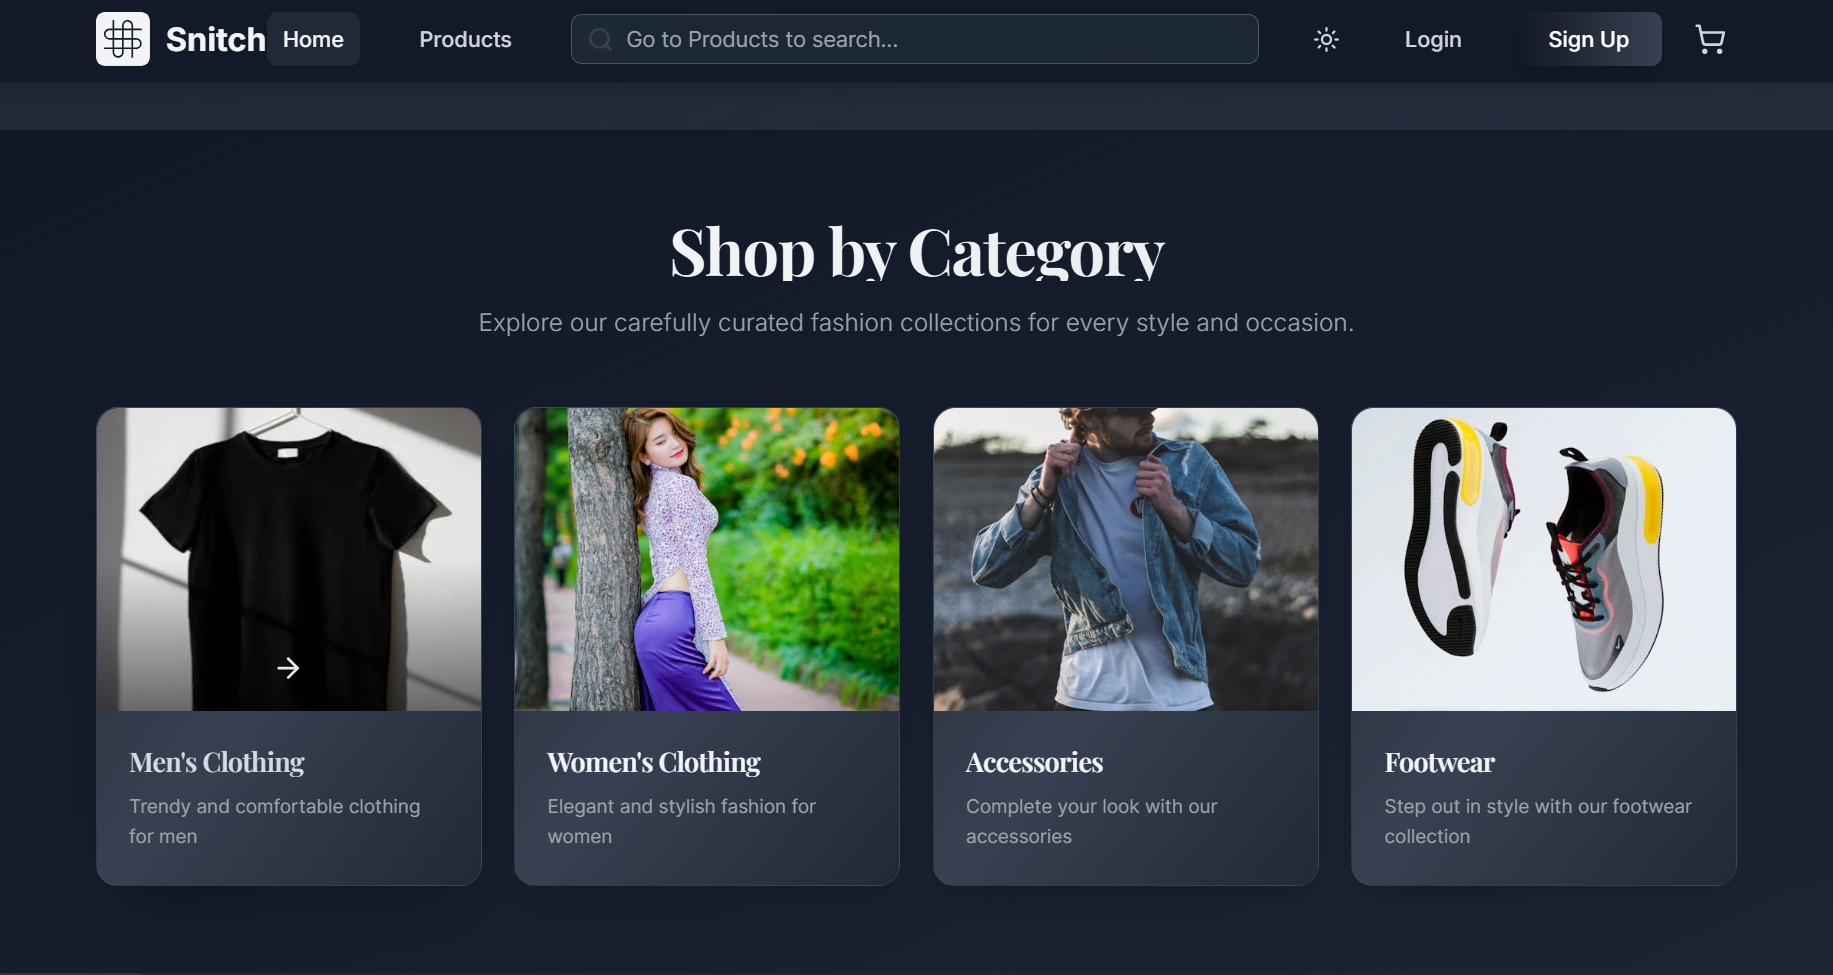 Snitch
Home
Products
Go to Products to search...
Login
Sign Up
Shop by Category
Explore our carefully curated fashion collections for every style and occasion.
Men's Clothing
Trendy and comfortable clothing
for men
Women's Clothing
Elegant and stylish fashion for
women
Accessories
Complete your look with our
accessories
Footwear
Step out in style with our footwear
collection